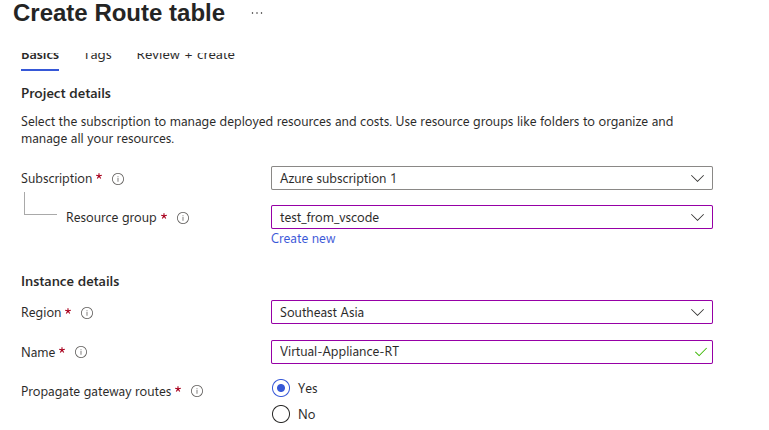 Create Route table ...
Basics Tags Review + create
Project details
Select the subscription to manage deployed resources and costs. Use resource groups like folders to organize and
manage all your resources.
Subscription * Azure subscription 1
Resource group * test_from_vscode
Create new
Instance details
Region * Southeast Asia
Name * Virtual-Appliance-RT
Propagate gateway routes * Yes
No